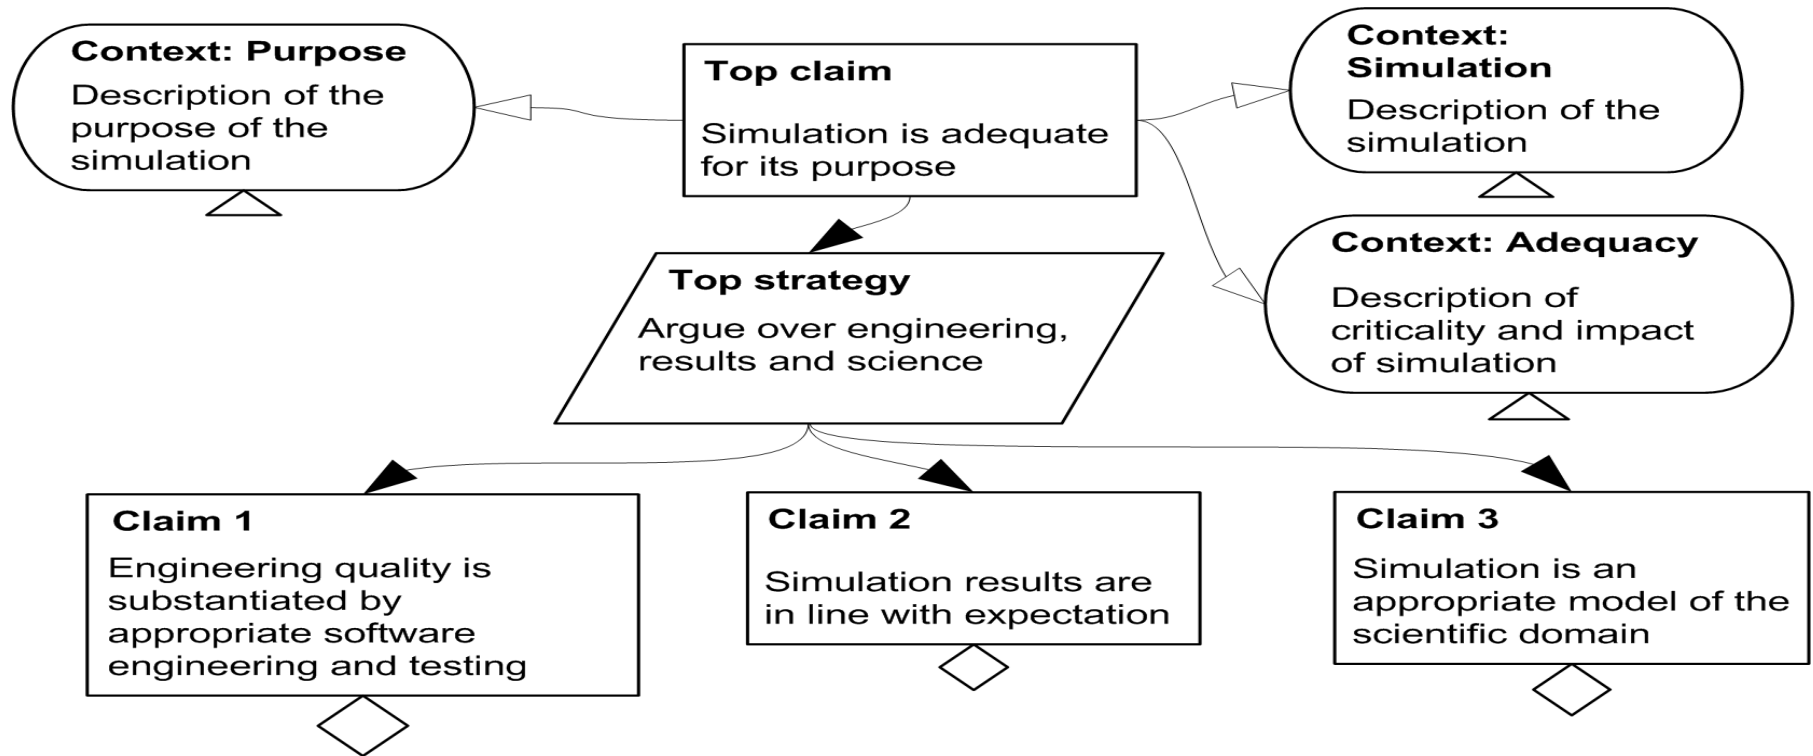 Context: Purpose
Description of the
purpose of the
simulation
Top claim
Simulation is adequate
for its purpose
Context:
Simulation
Description of the
simulation
Context: Adequacy
Description of
criticality and impact
of simulation
Top strategy
Argue over engineering,
results and science
Claim 1
Engineering quality is
substantiated by
appropriate software
engineering and testing
Claim 2
Simulation results are
in line with expectation
Claim 3
Simulation is an
appropriate model of the
scientific domain